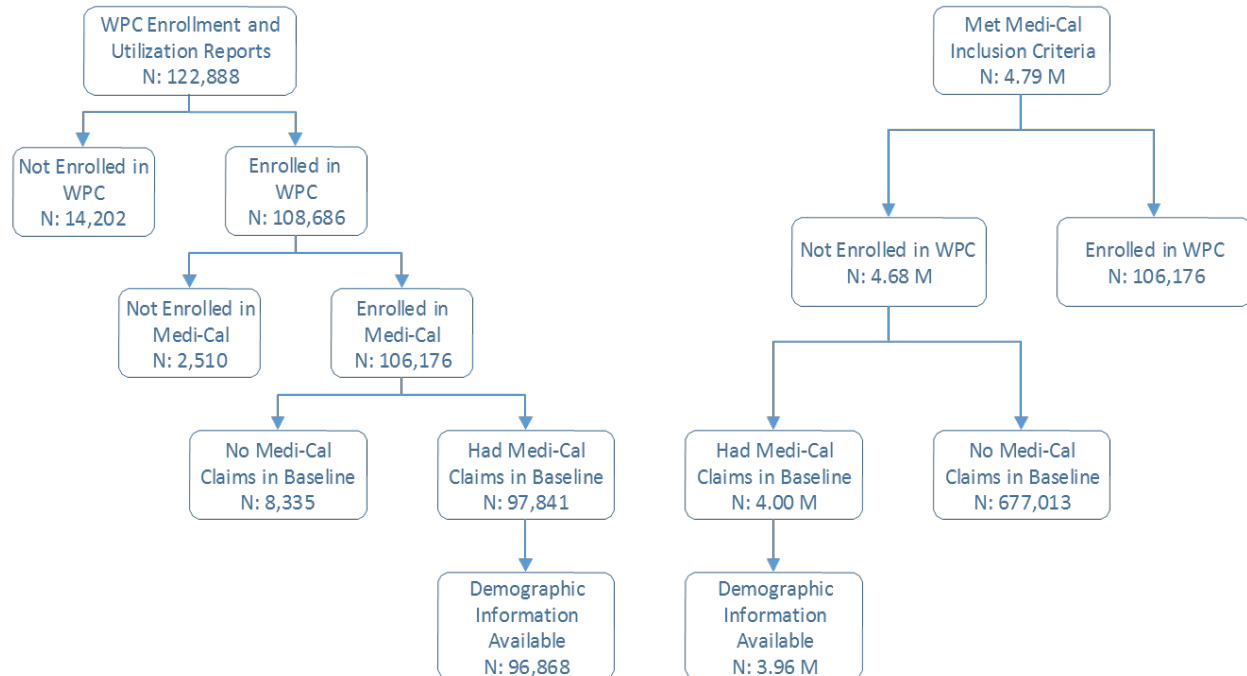 WPC Enrollment and
Utilization Reports
N: 122,888
Met Medi-Cal
Inclusion Criteria
N: 4.79 M
Not Enrolled in
WPC
N: 14,202
Enrolled in
WPC
N: 108,686
Not Enrolled in WPC
N: 4.68 M
Enrolled in WPC
N: 106,176
Not Enrolled in
Medi-Cal
N: 2,510
Enrolled in
Medi-Cal
N: 106,176
No Medi-Cal
Claims in Baseline
N: 8,335
Had Medi-Cal
Claims in Baseline
N: 97,841
Had Medi-Cal
Claims in Baseline
N: 4.00 M
No Medi-Cal
Claims in Baseline
N: 677,013
Demographic
Information
Available
N: 96,868
Demographic
Information
Available
N: 3.96 M